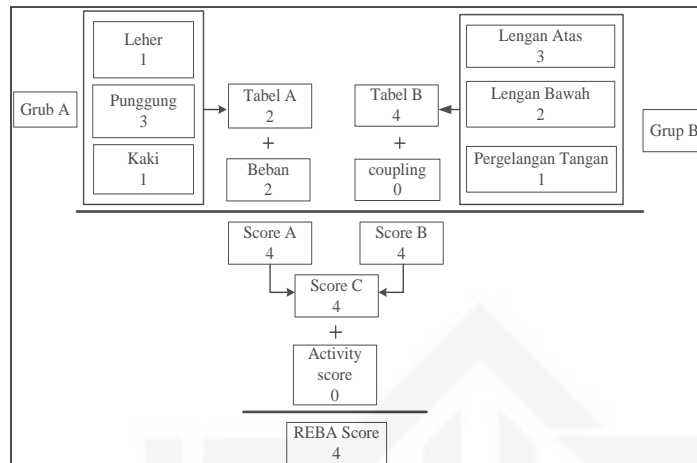 Grub A
Leher
1
Punggung
3
Kaki
1
Tabel A
2
+
Beban
2
Tabel B
4
+
coupling
0
Lengan Atas
3
Lengan Bawah
2
Pergelangan Tangan
1
Grup B
Score A
4
Score B
4
Score C
4
+
Activity
score
0
REBA Score
4